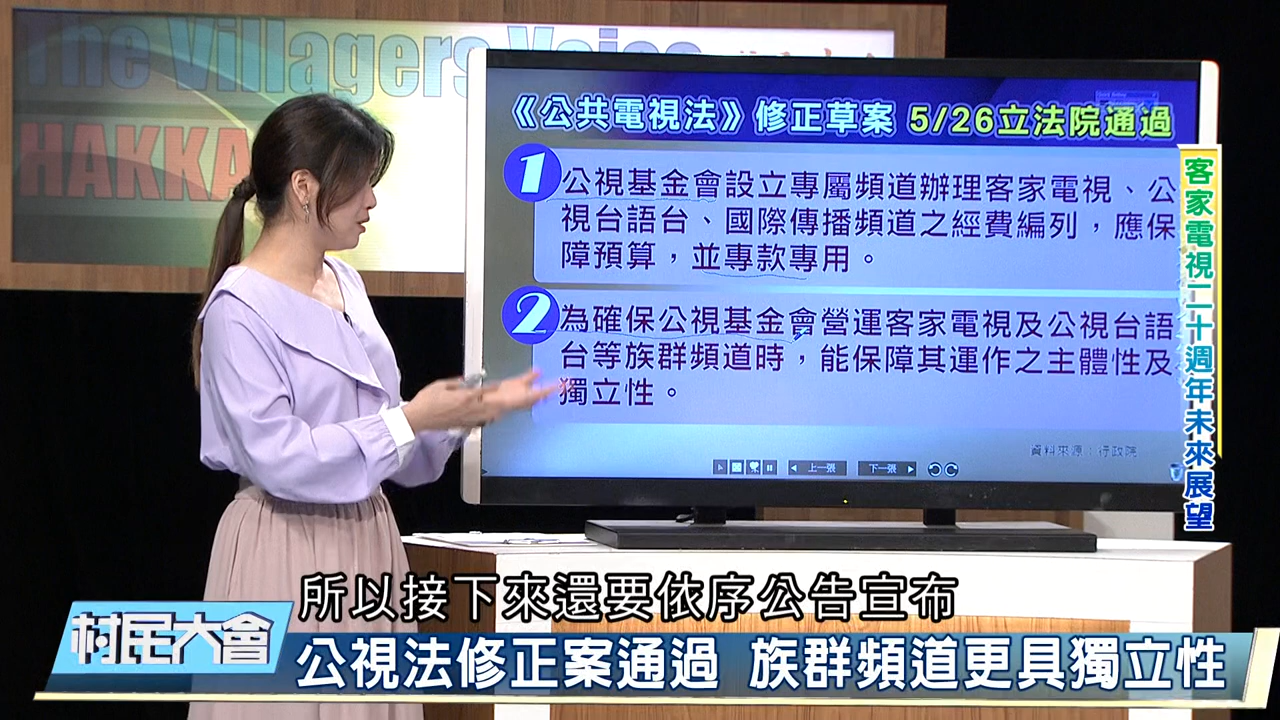 The Villagers Voice
HAKKA
《公共電視法》修正草案 5/26立法院通過
1
公視基金會設立專屬頻道辦理客家電視、公
視台語台、國際傳播頻道之經費編列，應保
障預算，並專款專用。
2
為確保公視基金會營運客家電視及公視台語
台等族群頻道時，能保障其運作之主體性及
獨立性。
資料來源：行政院
上一張
下一張
客家電視二十週年未來展望
所以接下來還要依序公告宣布
村民大會
公視法修正案通過 族群頻道更具獨立性